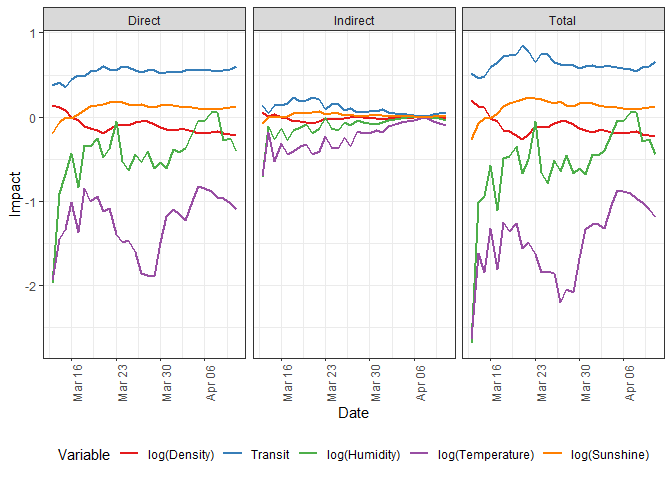 Direct
Indirect
Total
Impact
1
0
-1
-2
Mar 16
Mar 23
Mar 30
Apr 06
Mar 16
Mar 23
Mar 30
Apr 06
Mar 16
Mar 23
Mar 30
Apr 06
Date
Variable log(Density) Transit log(Humidity) log(Temperature) log(Sunshine)